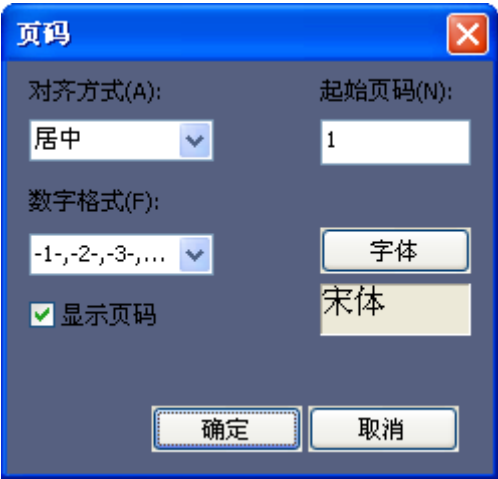 页码
对齐方式(A):
起始页码(N):
居中
1
数字格式(F):
-1-,-2-,-3-,...
字体
宋体
显示页码
确定
取消